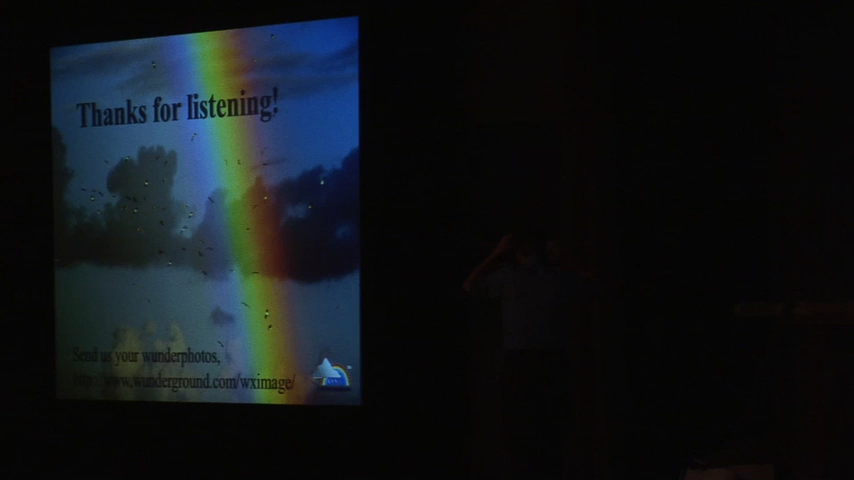 Thanks for listening!
Send us your wunderphotos,
http://www.wunderground.com/wximage/